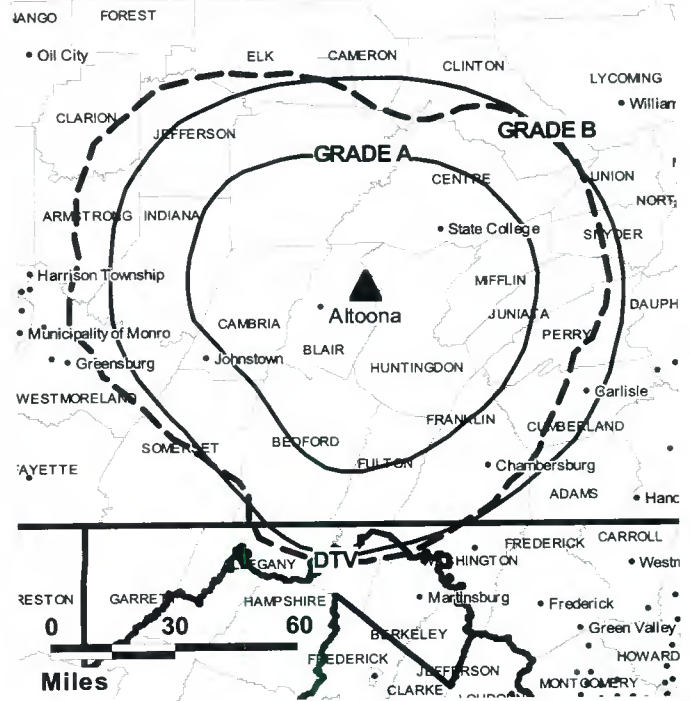 FOREST
Oil City
ELK
CAMERON
CLINTON
LYCOMING
CLARION
JEFFERSON
GRADE B
GRADE A
CENTRE
UNION
ARMSTRONG
INDIANA
State College
SNYDER
Harrison Township
MIFFLIN
Altoona
JUNIATA
CAMBRIA
PERRY
Municipality of Monro
BLAIR
Johnstown
Greensburg
HUNTINGDON
Carlisle
WESTMORELAND
FRANKLIN
CUMBERLAND
SOMERSET
BEDFORD
FULTON
Chambersburg
ADAMS
DTV
FREDERICK
CARROLL
HAMPSHIRE
Martinsburg
Frederick
0 30 60
Green Valley
BERKELEY
HOWARD
FREDERICK
JEFFERSON
Miles
CLARKE
MONTGOMERY